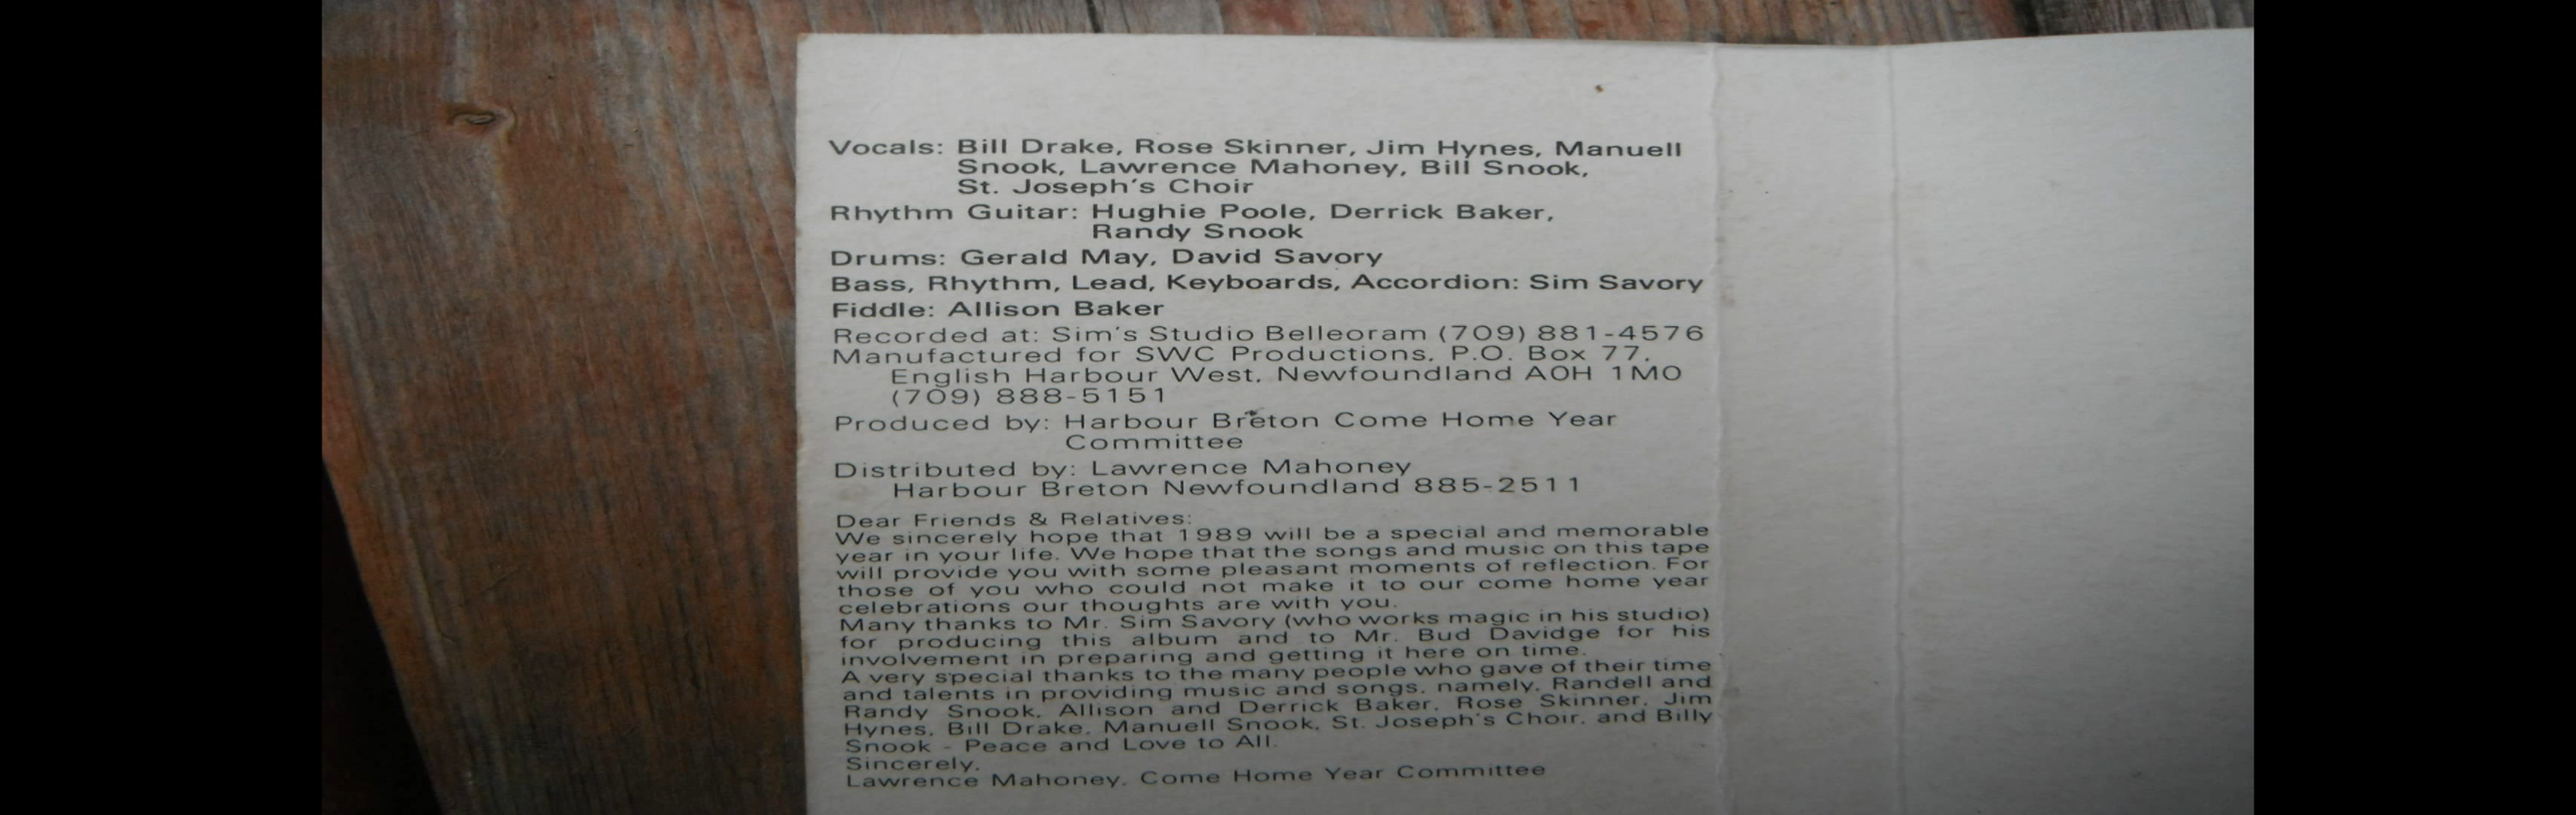 Vocals: Bill Drake, Rose Skinner, Jim Hynes, Manuell
Snook, Lawrence Mahoney, Bill Snook,
St. Joseph's Choir
Rhythm Guitar: Hughie Poole, Derrick Baker,
Randy Snook
Drums: Gerald May, David Savory
Bass, Rhythm, Lead, Keyboards, Accordion: Sim Savory
Fiddle: Allison Baker
Recorded at: Sim's Studio Belleoram (709) 881-4576
Manufactured for SWC Productions, P.O. Box 77,
English Harbour West, Newfoundland A0H 1M0
(709) 888-5151
Produced by: Harbour Breton Come Home Year
Committee
Distributed by: Lawrence Mahoney
Harbour Breton Newfoundland 885-2511
Dear Friends & Relatives:
We sincerely hope that 1989 will be a special and memorable
year in your life. We hope that the songs and music on this tape
will provide you with some pleasant moments of reflection. For
those of you who could not make it to our come home year
celebrations our thoughts are with you.
Many thanks to Mr. Sim Savory (who works magic in his studio)
for producing this album and to Mr. Bud Davidge for his
involvement in preparing and getting it here on time.
A very special thanks to the many people who gave of their time
and talents in providing music and songs, namely, Randell and
Randy Snook, Allison and Derrick Baker, Rose Skinner, Jim
Hynes, Bill Drake, Manuell Snook, St. Joseph's Choir, and Billy
Snook - Peace and Love to All.
Sincerely,
Lawrence Mahoney, Come Home Year Committee